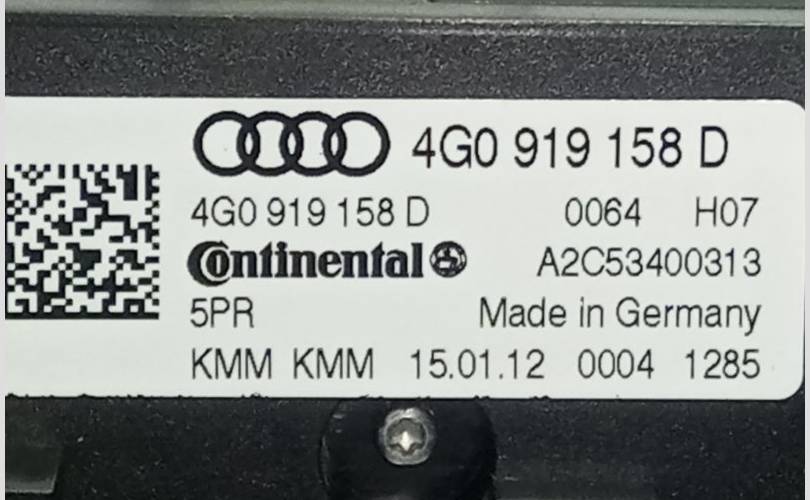 4G0 919 158 D
4G0 919 158 D 0064 H07
Continental A2C53400313
5PR Made in Germany
KMM KMM 15.01.12 0004 1285